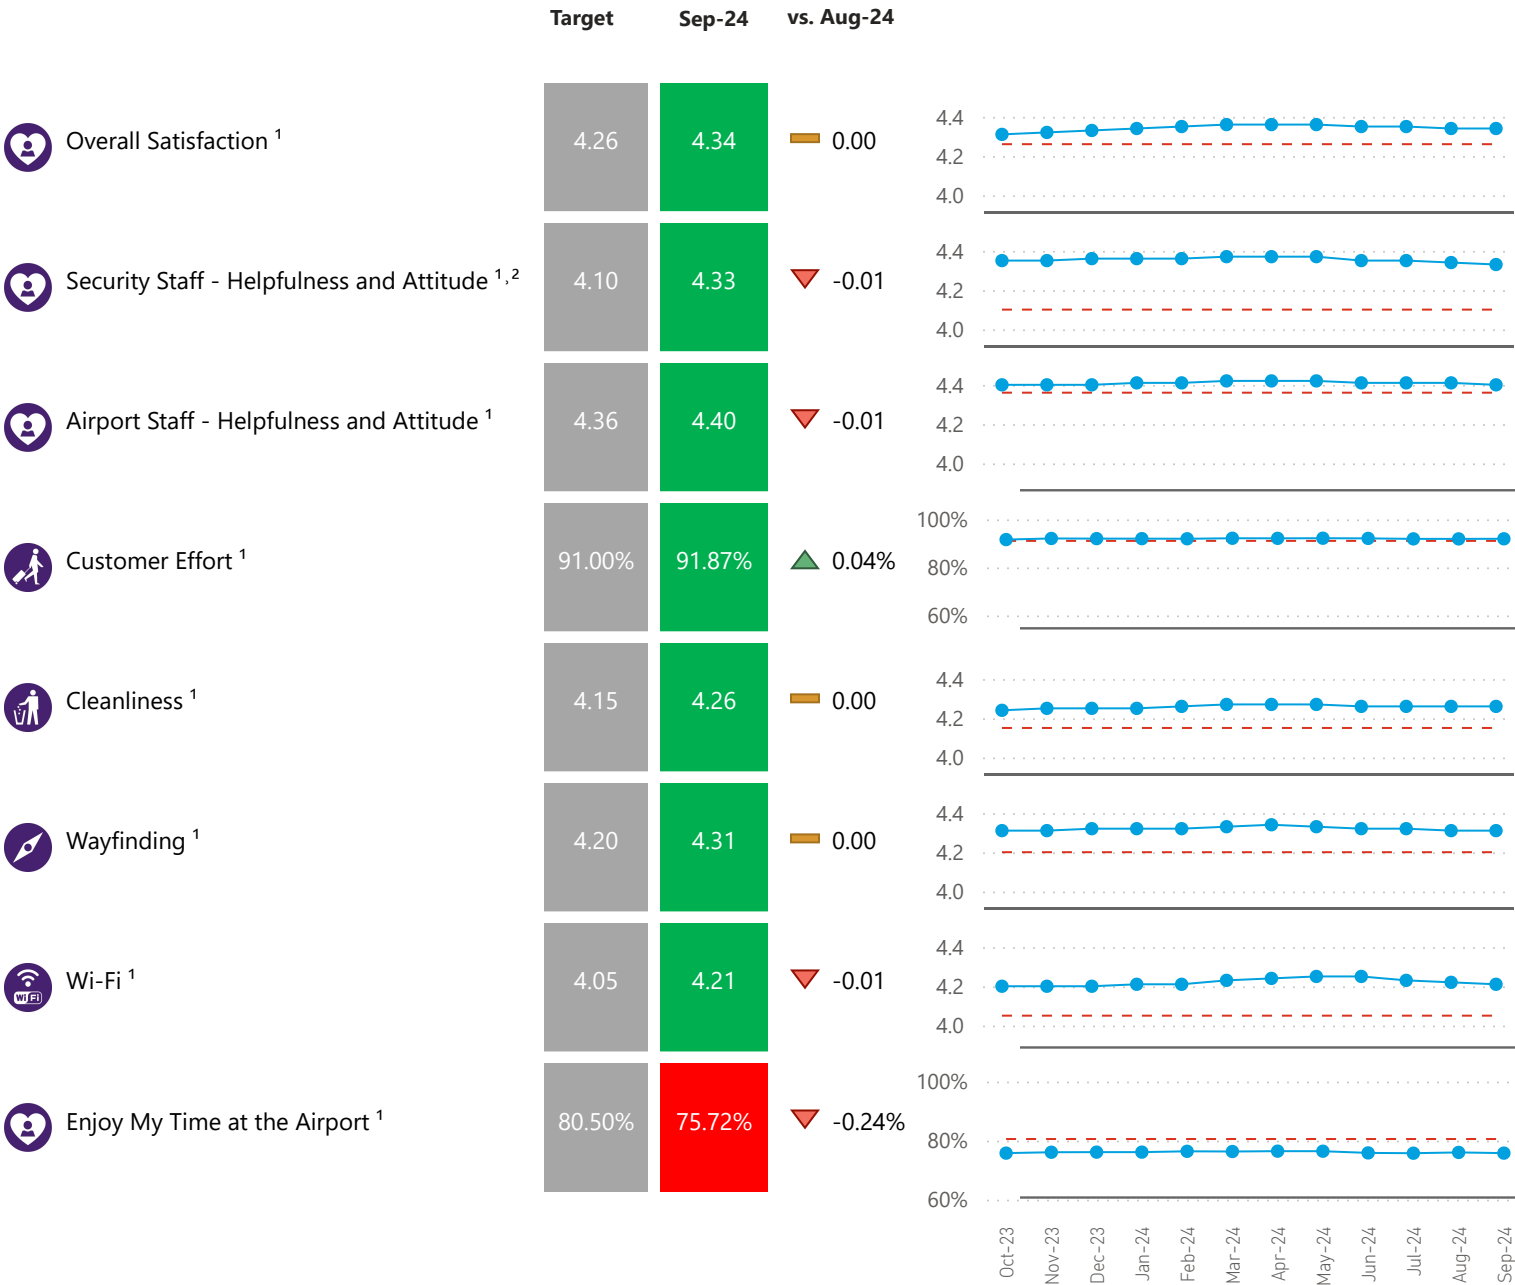 Target Sep-24 vs. Aug-24
Overall Satisfaction ¹ 4.26 4.34 0.00
4.4
4.2
4.0
Security Staff - Helpfulness and Attitude ¹,² 4.10 4.33 -0.01
4.4
4.2
4.0
Airport Staff - Helpfulness and Attitude ¹ 4.36 4.40 -0.01
4.4
4.2
4.0
Customer Effort ¹ 91.00% 91.87% 0.04%
100%
80%
60%
Cleanliness ¹ 4.15 4.26 0.00
4.4
4.2
4.0
Wayfinding ¹ 4.20 4.31 0.00
4.4
4.2
4.0
WiFi
Wi-Fi ¹ 4.05 4.21 -0.01
4.4
4.2
4.0
Enjoy My Time at the Airport ¹ 80.50% 75.72% -0.24%
100%
80%
60%
Oct-23
Nov-23
Dec-23
Jan-24
Feb-24
Mar-24
Apr-24
May-24
Jun-24
Jul-24
Aug-24
Sep-24